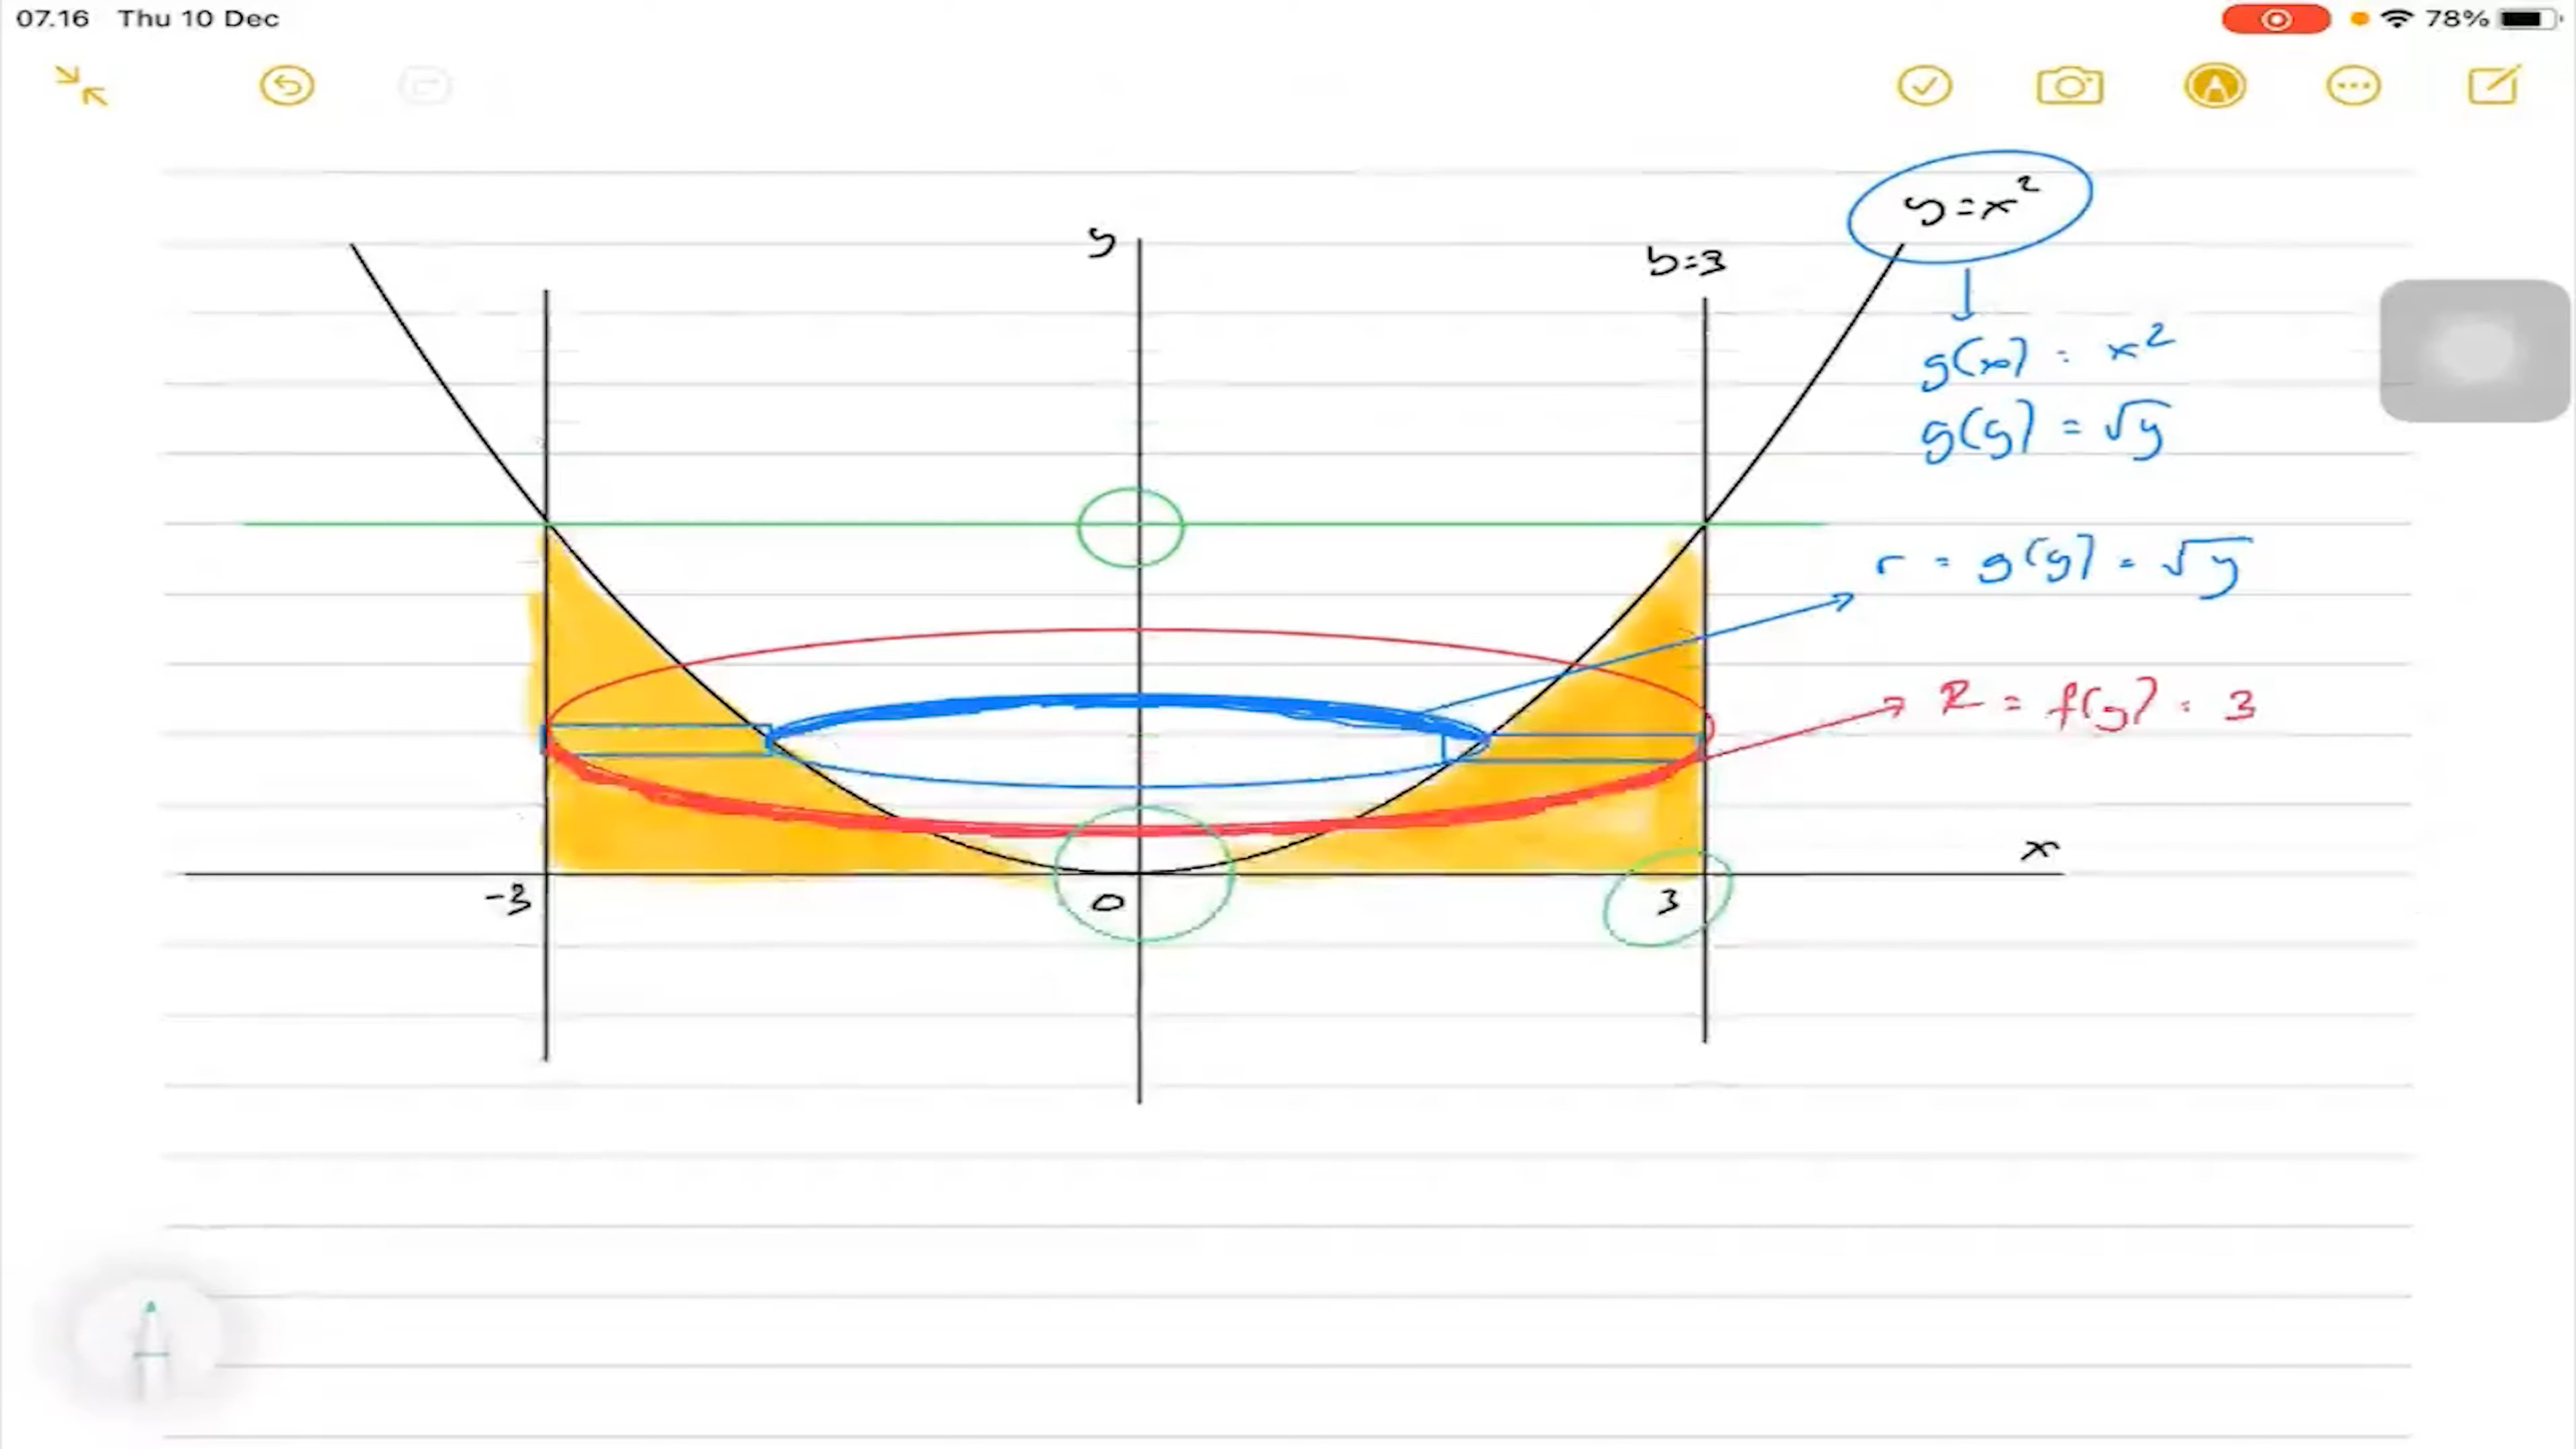 07.16 Thu 10 Dec
78%
y=x²
y
b=3
g(x) = x²
g(y) = √y
r = g(y) = √y
R = f(y) = 3
x
-3
0
3